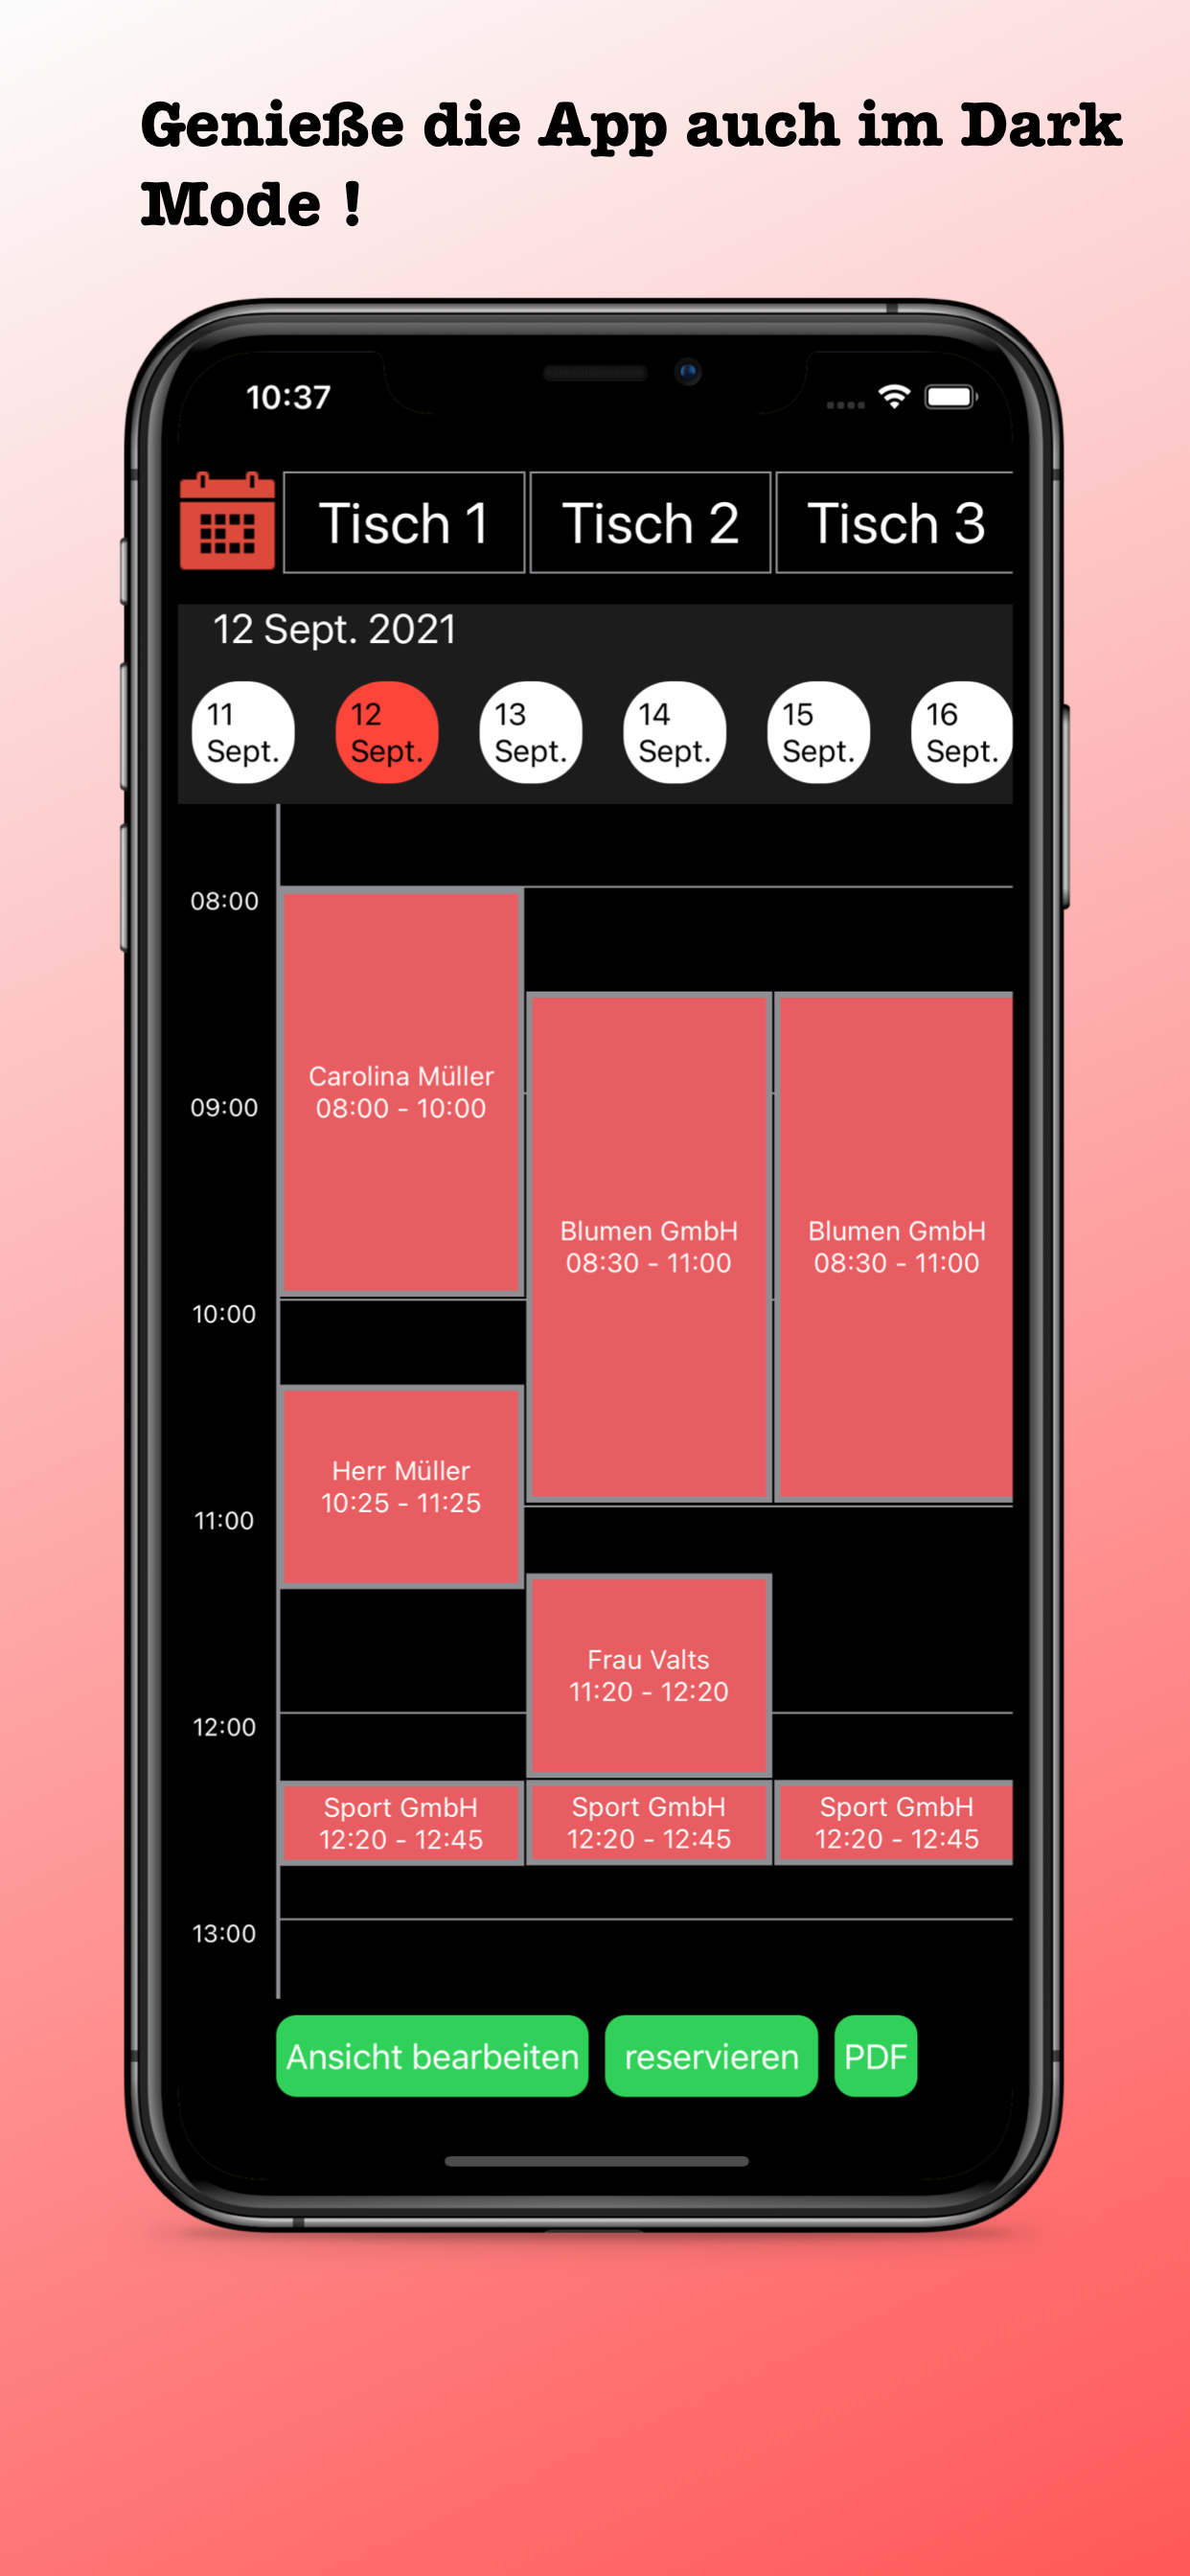 Genieße die App auch im Dark
Mode !
10:37
Tisch 1
Tisch 2
Tisch 3
12 Sept. 2021
11
Sept.
12
Sept.
13
Sept.
14
Sept.
15
Sept.
16
Sept.
08:00
Carolina Müller
08:00 - 10:00
09:00
Blumen GmbH
08:30 - 11:00
Blumen GmbH
08:30 - 11:00
10:00
Herr Müller
10:25 - 11:25
11:00
Frau Valts
11:20 - 12:20
12:00
Sport GmbH
12:20 - 12:45
Sport GmbH
12:20 - 12:45
Sport GmbH
12:20 - 12:45
13:00
Ansicht bearbeiten
reservieren
PDF